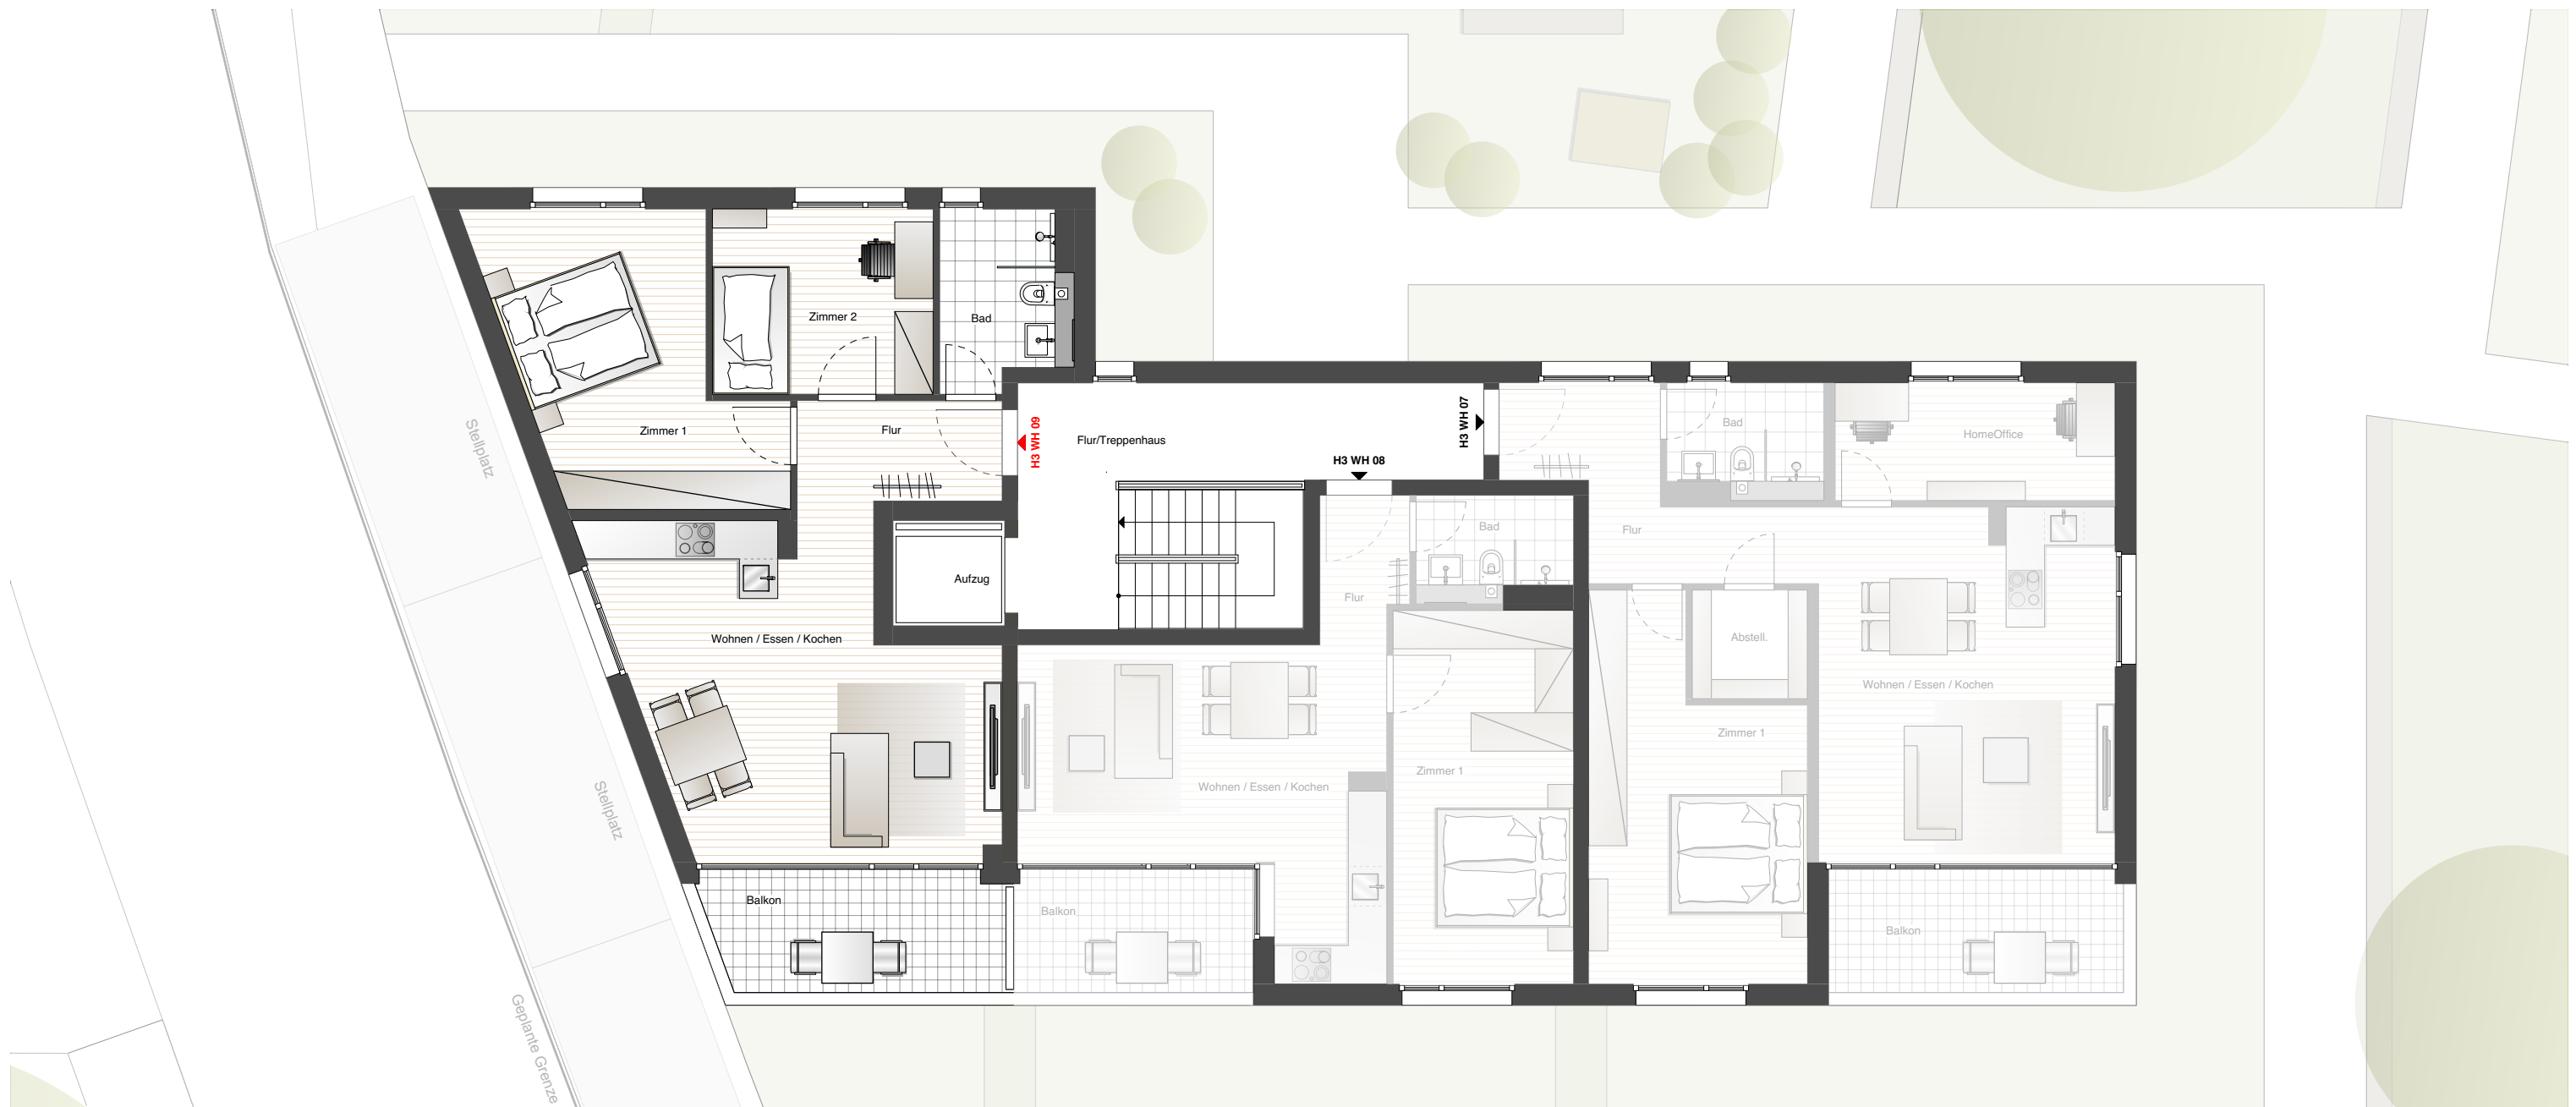 Zimmer 2
Bad
Zimmer 1
Flur
H3 WH 09
Flur/Treppenhaus
H3 WH 08
H3 WH 07
Bad
HomeOffice
Stellplatz
Aufzug
Bad
Flur
Flur
Wohnen / Essen / Kochen
Abstell.
Wohnen / Essen / Kochen
Zimmer 1
Zimmer 1
Wohnen / Essen / Kochen
Stellplatz
Balkon
Balkon
Balkon
Geplante Grenze